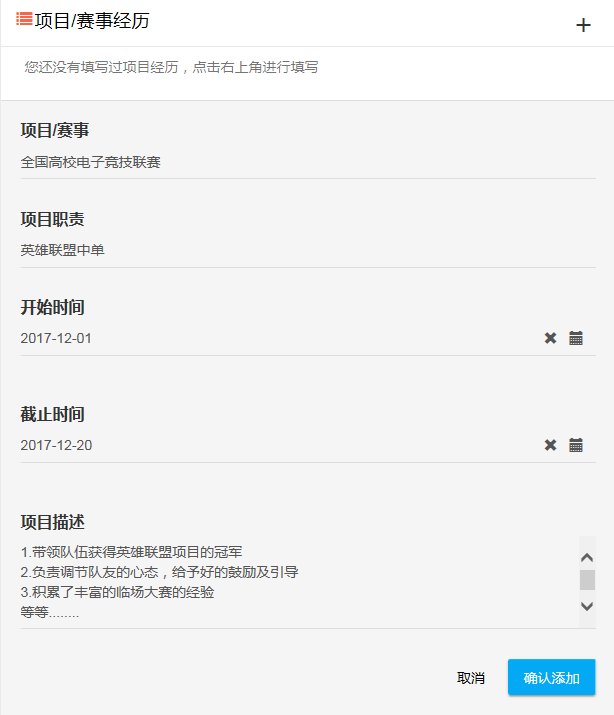 项目/赛事经历
您还没有填写过项目经历，点击右上角进行填写
项目/赛事
全国高校电子竞技联赛
项目职责
英雄联盟中单
开始时间
2017-12-01
截止时间
2017-12-20
项目描述
1.带领队伍获得英雄联盟项目的冠军
2.负责调节队友的心态，给予好的鼓励及引导
3.积累了丰富的临场大赛的经验
等等........
取消
确认添加